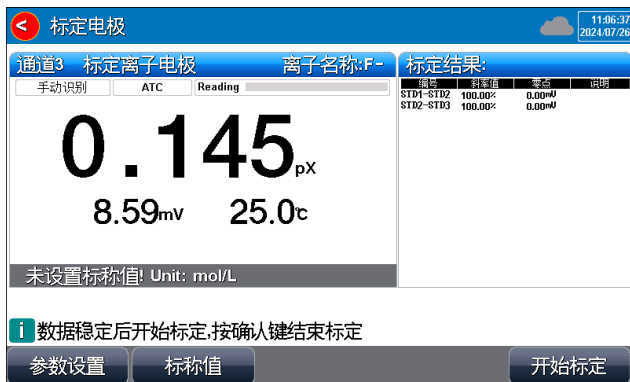 标定电极
11:06:37
2024/07/26
通道3 标定离子电极 离子名称:F-
手动识别 ATC Reading
0.145pX
8.59mV 25.0℃
未设置标称值! Unit: mol/L
标定结果:
编号 斜率值 零点 说明
STD1-STD2 100.00% 0.00mV
STD2-STD3 100.00% 0.00mV
i 数据稳定后开始标定,按确认键结束标定
参数设置 标称值 开始标定